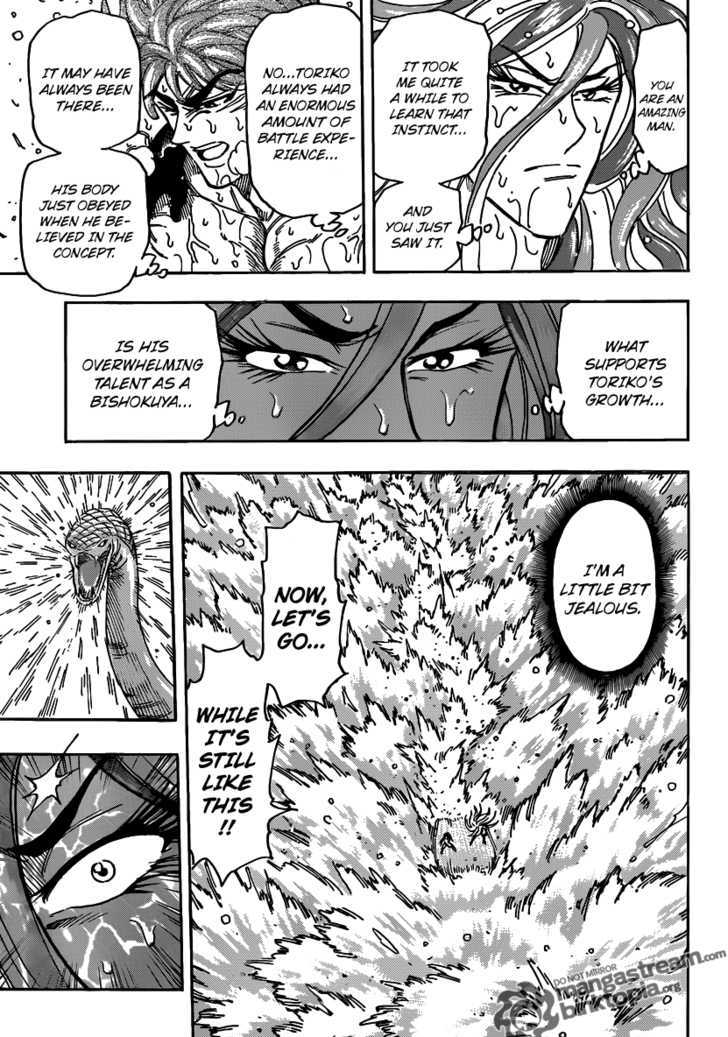 YOU
ARE AN
AMAZING
MAN.
IT TOOK
ME QUITE
A WHILE TO
LEARN THAT
INSTINCT...
AND
YOU JUST
SAW IT.
NO...TORIKO
ALWAYS HAD
AN ENORMOUS
AMOUNT OF
BATTLE EXPE-
RIENCE...
IT MAY HAVE
ALWAYS BEEN
THERE...
HIS BODY
JUST OBEYED
WHEN HE BE-
LIEVED IN THE
CONCEPT.
WHAT
SUPPORTS
TORIKO'S
GROWTH...
IS HIS
OVERWHELMING
TALENT AS A
BISHOKUYA...
I'M A
LITTLE BIT
JEALOUS.
NOW,
LET'S
GO...
WHILE
IT'S
STILL
LIKE
THIS
!!
DO NOT MIRROR
mangastream.com
binktopia.org